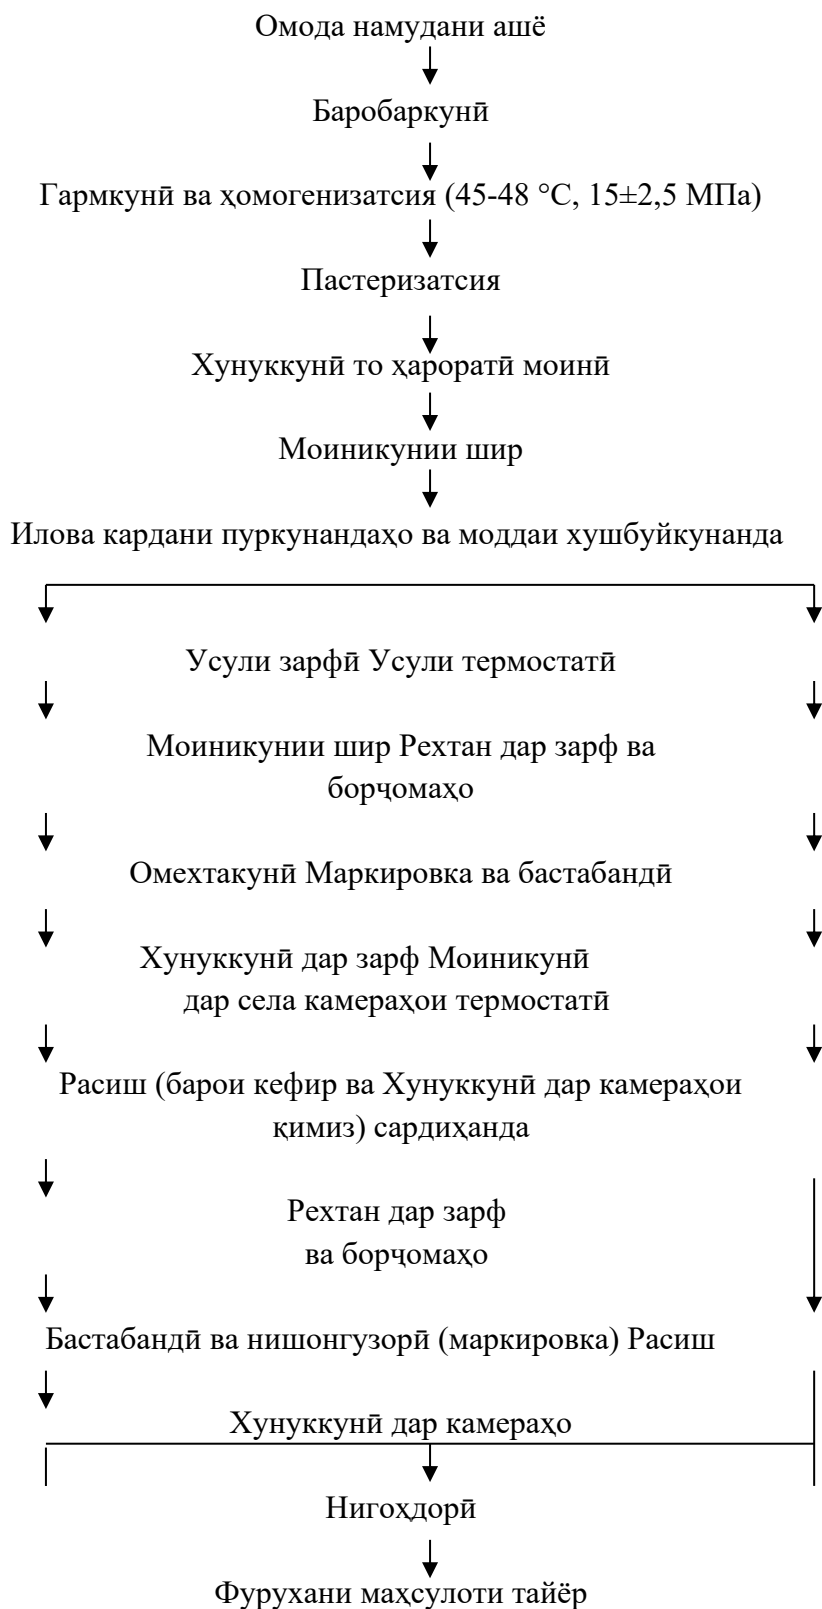 Омода намудани ашё
Баробаркунӣ
Гармкунӣ ва ҳомогенизатсия (45-48 °С, 15±2,5 МПа)
Пастеризатсия
Хунуккунӣ то ҳароратӣ моинӣ
Моиникунии шир
Илова кардани пуркунандаҳо ва моддаи хушбуйкунанда
Усули зарфӣ Усули термостатӣ
Моиникунии шир Рехтан дар зарф ва
борҷомаҳо
Омехтакунӣ Маркировка ва бастабандӣ
Хунуккунӣ дар зарф Моиникунӣ
дар села камераҳои термостатӣ
Расиш (барои кефир ва Хунуккунӣ дар камераҳои
қимиз) сардиҳанда
Рехтан дар зарф
ва борҷомаҳо
Бастабандӣ ва нишонгузорӣ (маркировка) Расиш
Хунуккунӣ дар камераҳо
Нигоҳдорӣ
Фурухани маҳсулоти тайёр